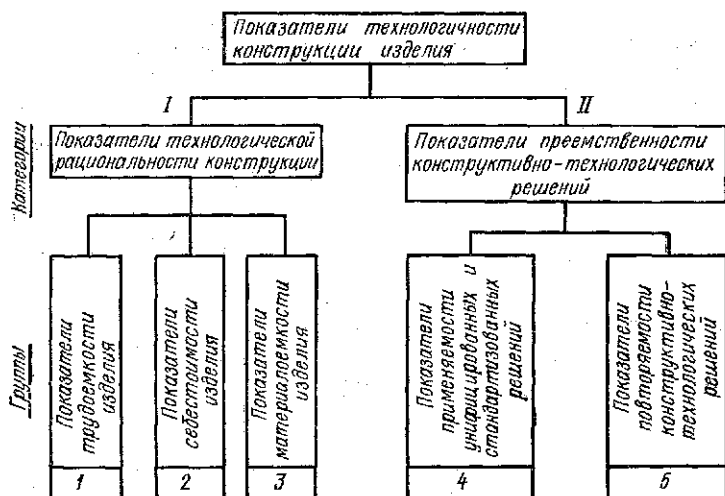 Показатели технологичности
конструкции изделия
I
II
Категории
Показатели технологической
рациональности конструкции
Показатели преемственности
конструктивно-технологических
решений
Группы
Показатели
трудоемкости
изделия
Показатели
себестоимости
изделия
Показатели
материалоемкости
изделия
Показатели
применяемости
унифицированных и
стандартизованных
решений
Показатели
повторяемости
конструктивно-
технологических
решений
1
2
3
4
5